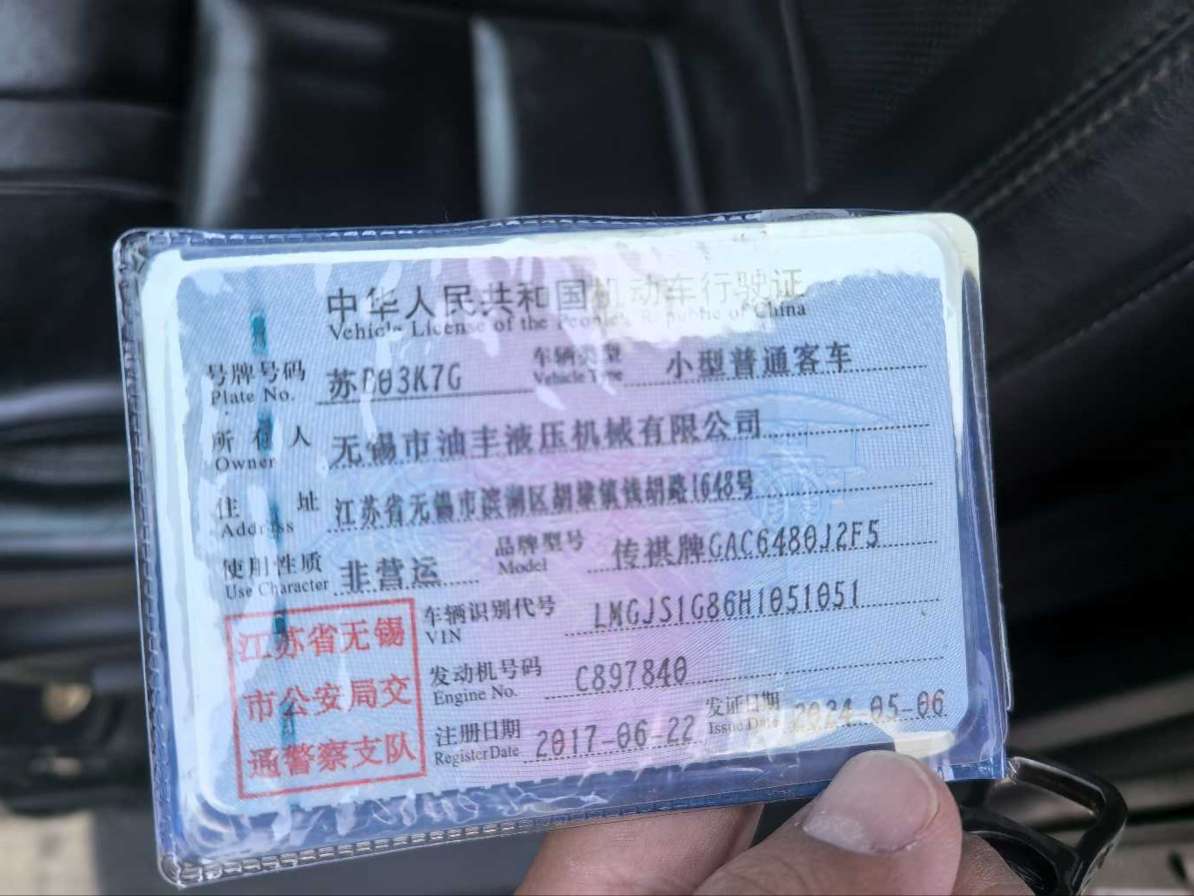 中华人民共和国机动车行驶证
Vehicle License of the People's Republic of China
号牌号码 苏B03K7G 车辆类型 小型普通客车
Plate No. Vehicle Type
所有人 无锡市油丰液压机械有限公司
Owner
住址 江苏省无锡市滨湖区胡埭镇钱胡路1648号
Address
使用性质 非营运 品牌型号 传祺牌GAC6480J2F5
Use Character Model
江苏省无锡
市公安局交
通警察支队
车辆识别代号 LMGJS1G86H1051051
VIN
发动机号码 C897840
Engine No.
注册日期 2017-06-22 发证日期 2024-05-06
Register Date Issue Date